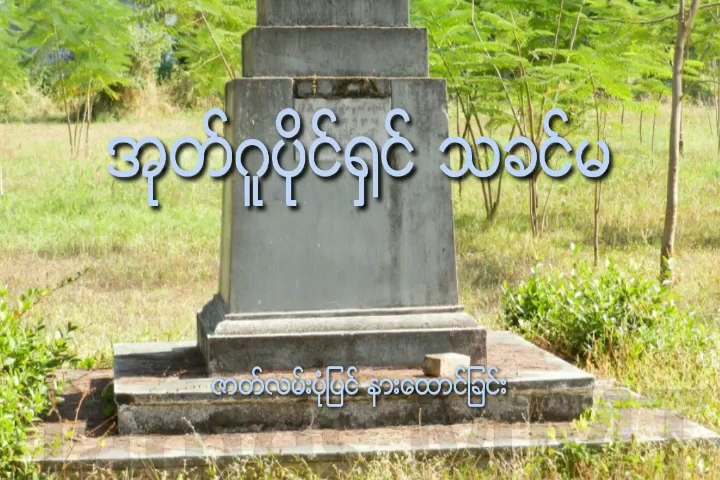 အုတ်ဂူပိုင်ရှင် သခင်မ
ဇာတ်လမ်းပုံပြင် နားထောင်ခြင်း